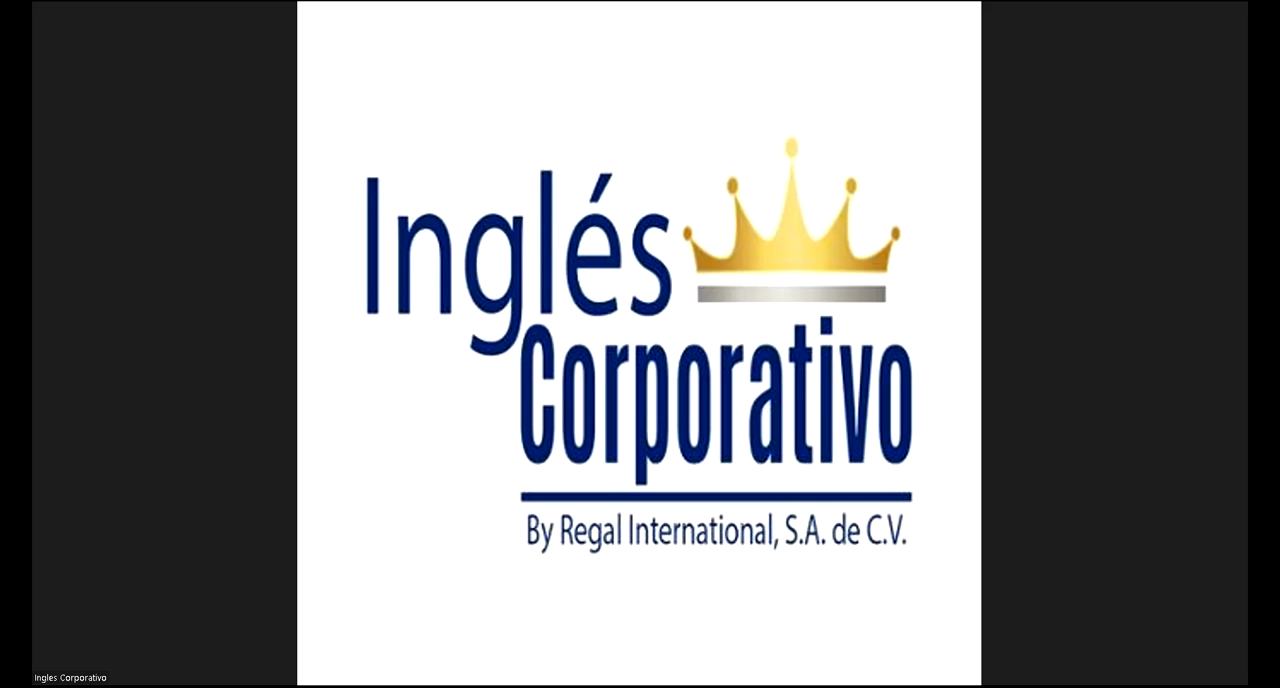 Inglés
Corporativo
By Regal International, S.A. de C.V.
Ingles Corporativo